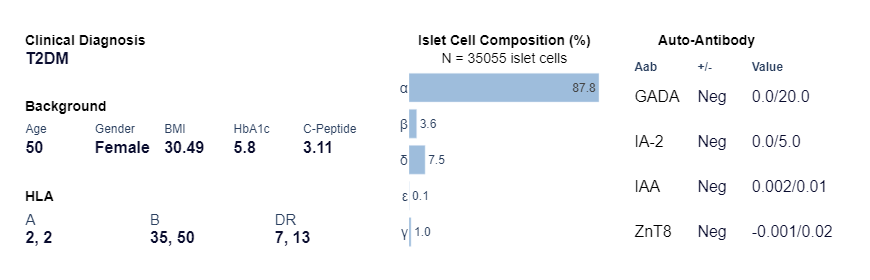 Clinical Diagnosis
T2DM
Background
Age Gender BMI HbA1c C-Peptide
50 Female 30.49 5.8 3.11
HLA
A B DR
2, 2 35, 50 7, 13
Islet Cell Composition (%)
N = 35055 islet cells
α 87.8
β 3.6
δ 7.5
ε 0.1
γ 1.0
Auto-Antibody
Aab +/- Value
GADA Neg 0.0/20.0
IA-2 Neg 0.0/5.0
IAA Neg 0.002/0.01
ZnT8 Neg -0.001/0.02